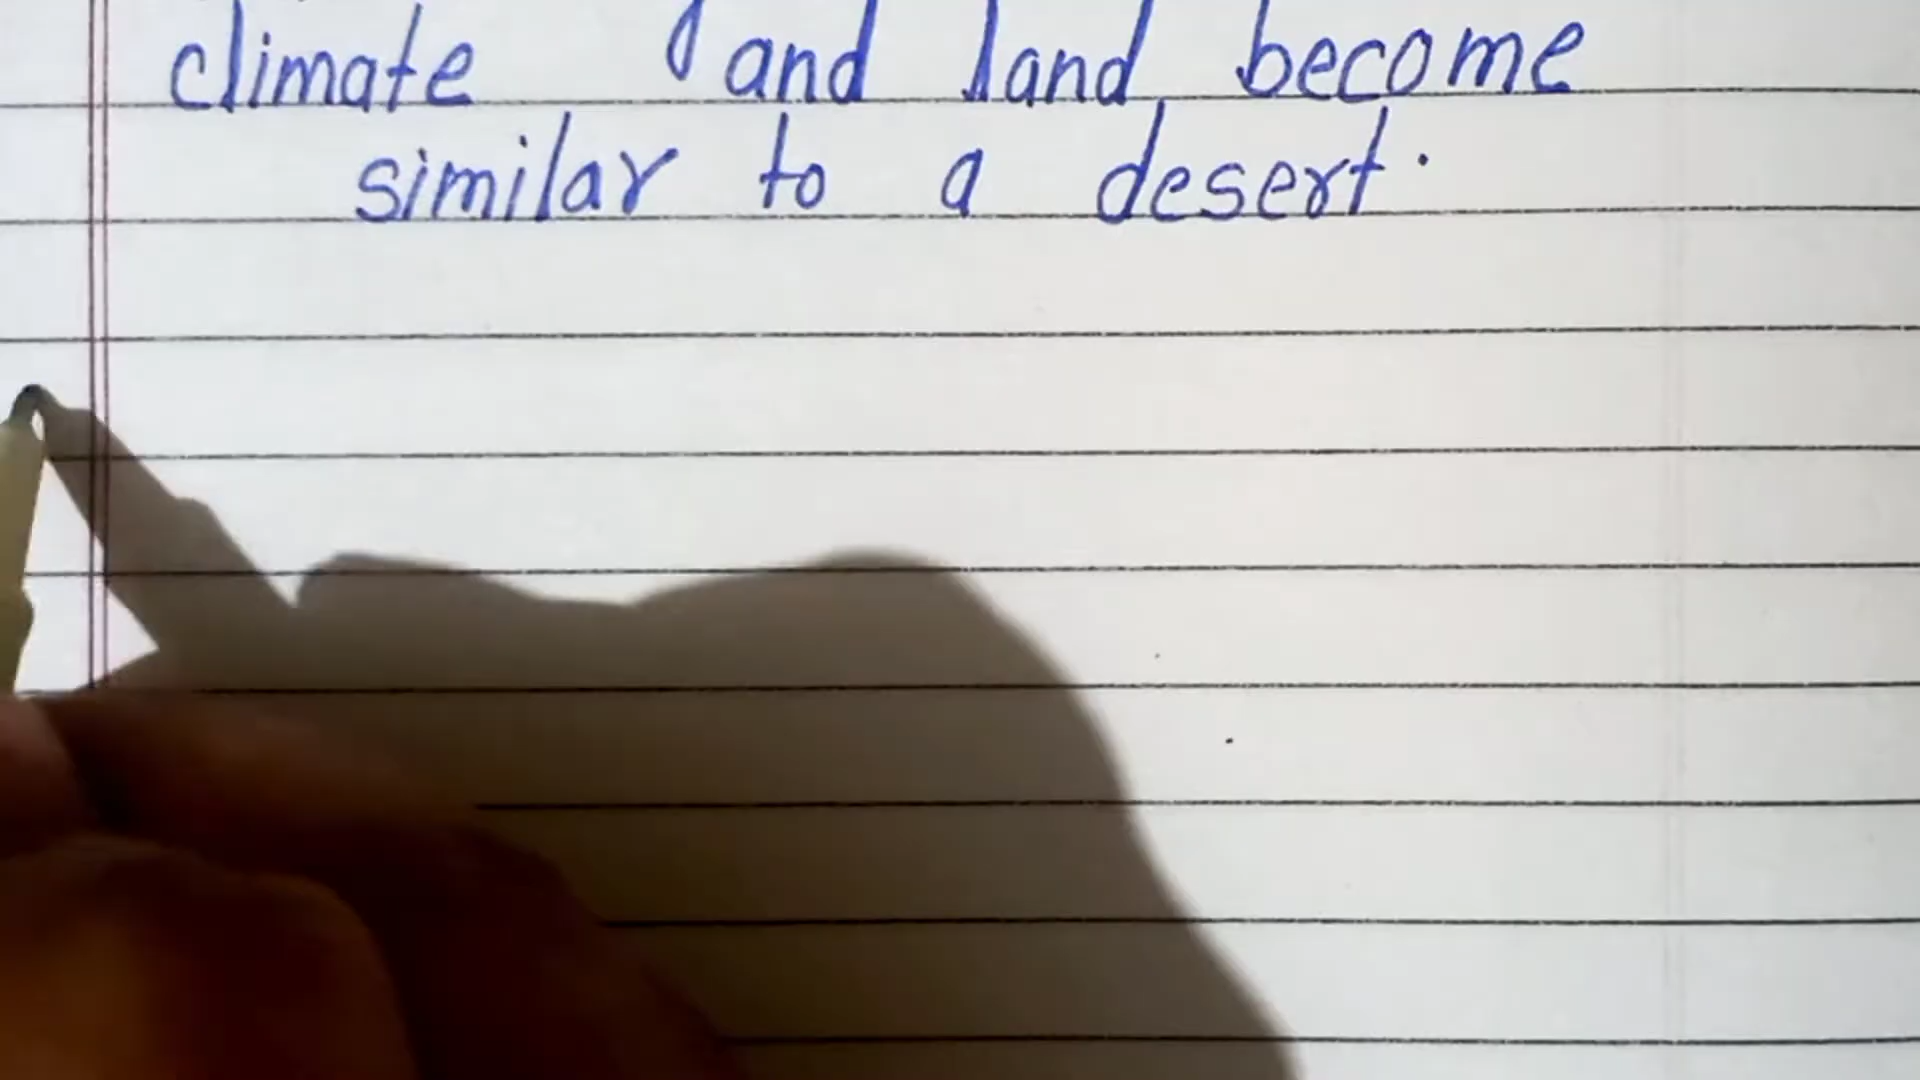 climate and land become
similar to a desert.